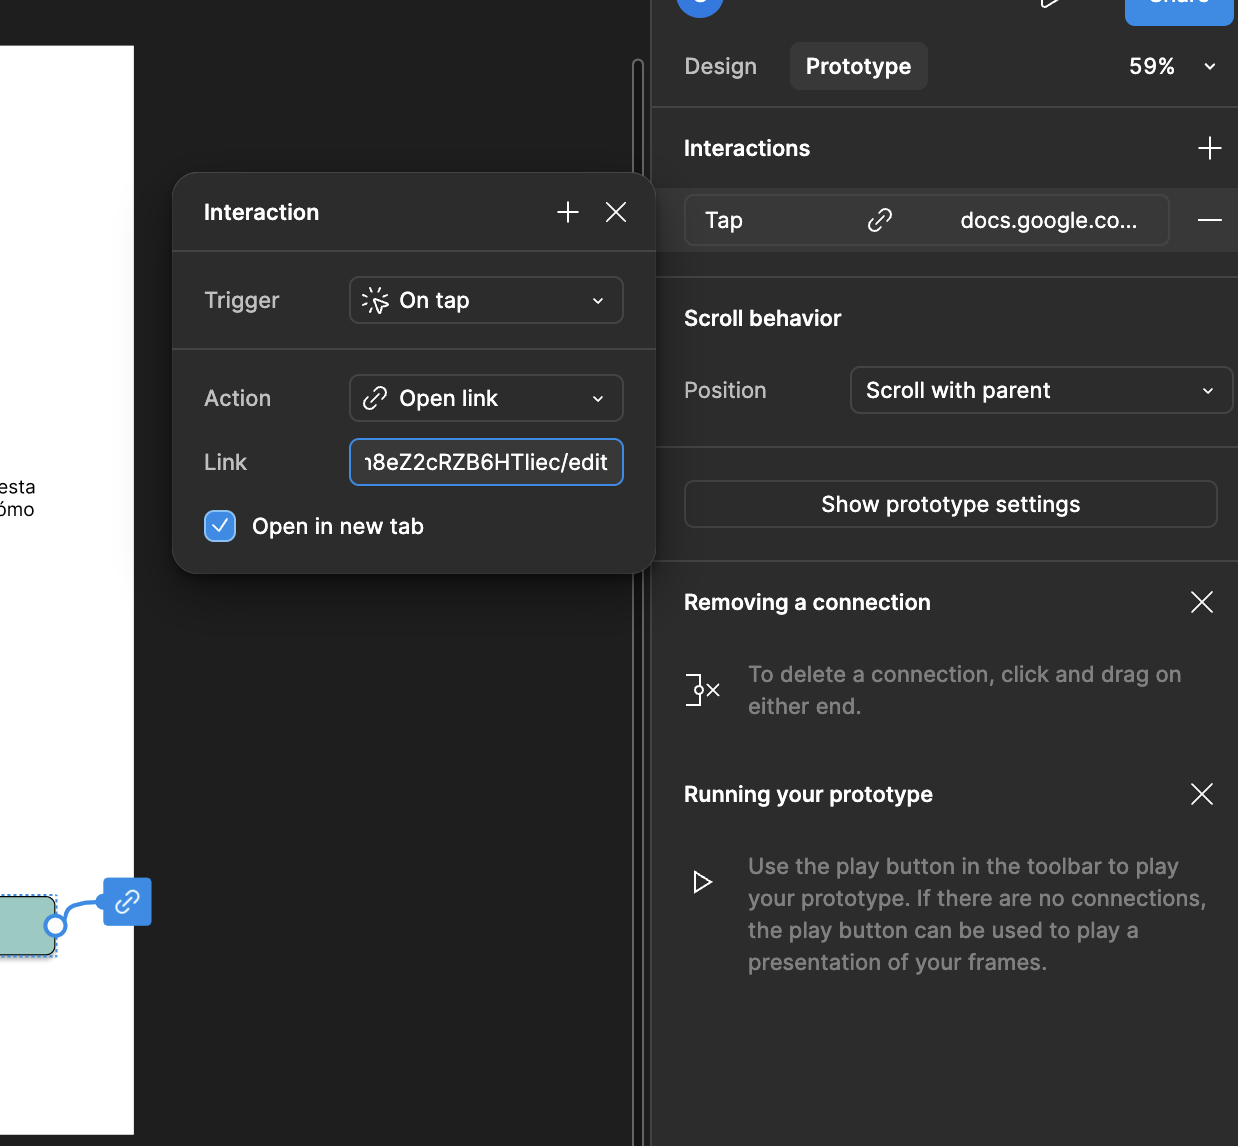 Design
Prototype
59%
Interactions
Tap
docs.google.co...
Interaction
Trigger
On tap
Action
Open link
Link
8eZ2cRZB6HTliec/edit
Open in new tab
Scroll behavior
Position
Scroll with parent
Show prototype settings
Removing a connection
To delete a connection, click and drag on
either end.
Running your prototype
Use the play button in the toolbar to play
your prototype. If there are no connections,
the play button can be used to play a
presentation of your frames.
esta
ómo